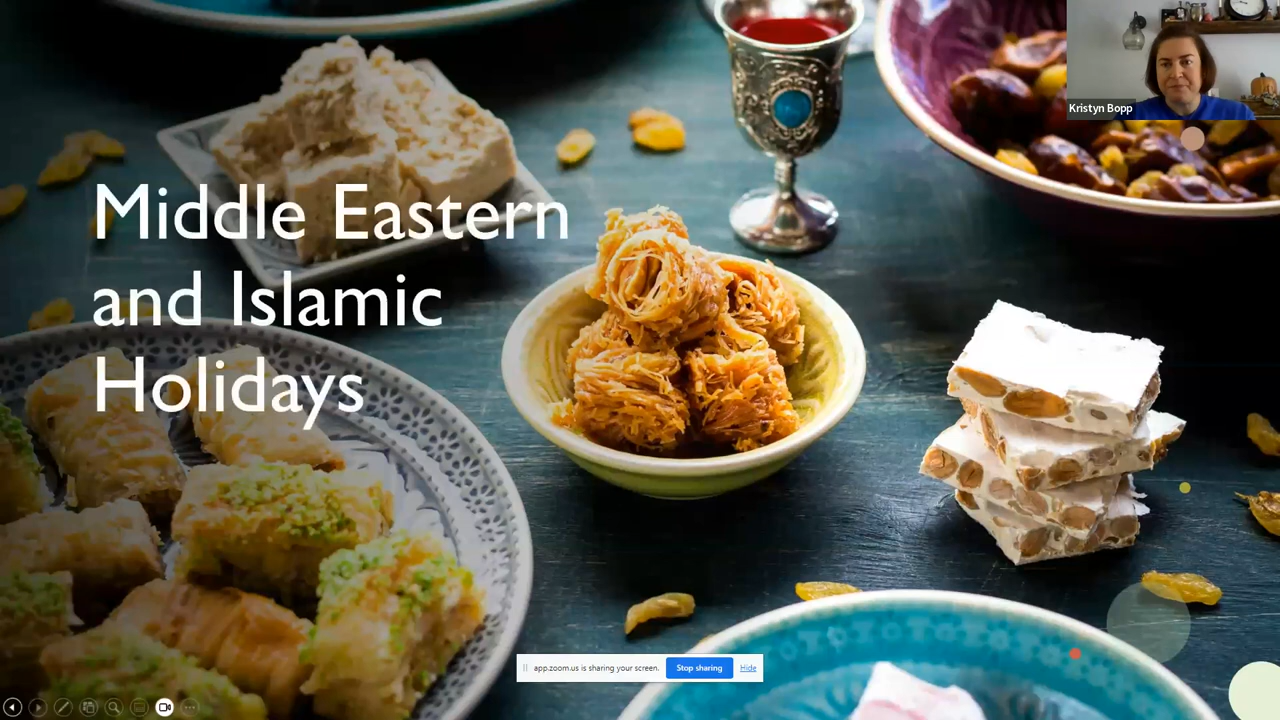 Kristyn Bopp
Middle Eastern
and Islamic
Holidays
app.zoom.us is sharing your screen.
Stop sharing
Hide